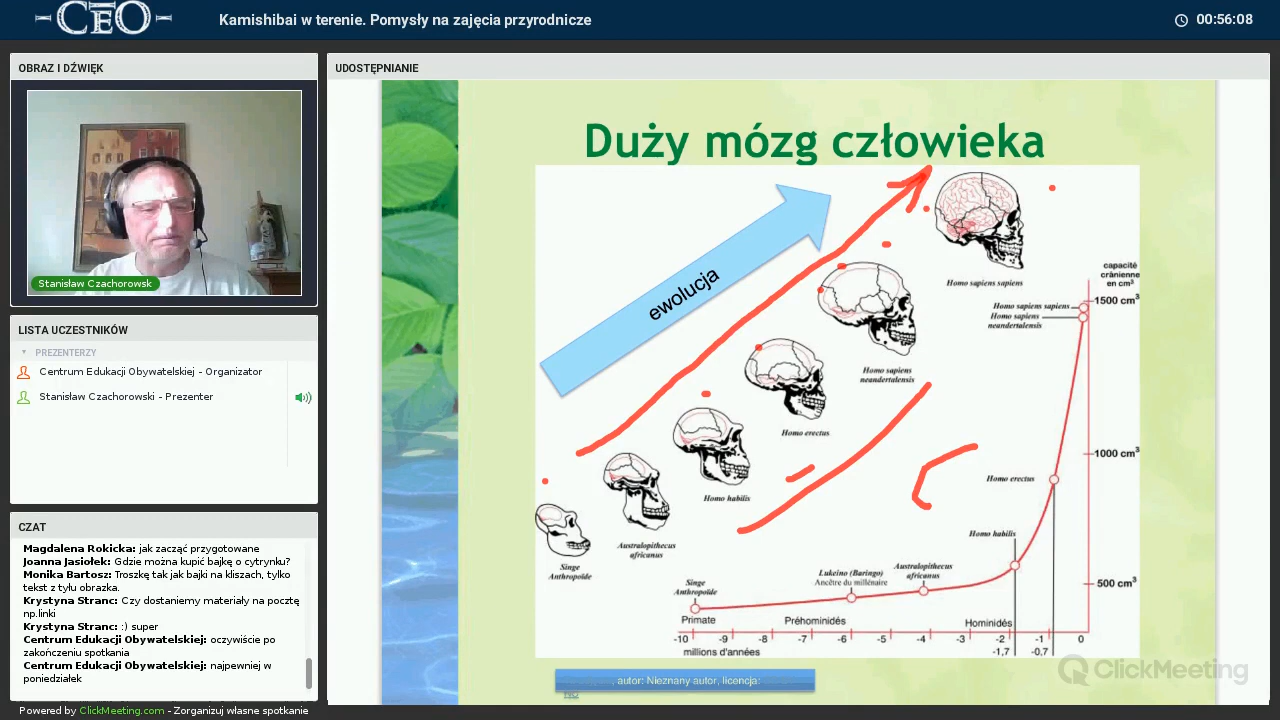 CEO
Kamishibai w terenie. Pomysły na zajęcia przyrodnicze
00:56:08
OBRAZ I DŹWIĘK
Stanisław Czachorowsk
LISTA UCZESTNIKÓW
PREZENTERZY
Centrum Edukacji Obywatelskiej - Organizator
Stanisław Czachorowski - Prezenter
CZAT
Magdalena Rokicka: jak zacząć przygotowane
Joanna Jasiołek: Gdzie można kupić bajkę o cytrynku?
Monika Bartosz: Troszkę tak jak w
kiszach, tylko
tekst z tyłu obrazka.
Krystyna Stranc: Czy dostaniemy materiały na pocztę
np.linki
Krystyna Stranc: :) super
Centrum Edukacji Obywatelskiej: oczywiście po
zakończeniu spotkania
Centrum Edukacji Obywatelskiej: najpewniej w
poniedziałek
Powered by ClickMeeting.com - Zorganizuj własne spotkanie
UDOSTĘPNIANIE
Duży mózg człowieka
ewolucja
Homo sapiens sapiens
Homo sapiens
neandertalensis
Homo erectus
Homo habilis
Australopithecus
africanus
Singe
Anthropoïde
capacité
crânienne
en cm³
1500 cm³
Homo sapiens sapiens
Homo sapiens
neandertalensis
1000 cm³
Homo erectus
Homo habilis
Australopithecus
africanus
Lukeino (Baringo)
Ancêtre du millénaire
Singe
Anthropoïde
500 cm³
Primate
Préhominidés
Hominidés
-10 -9 -8 -7 -6 -5 -4 -3 -2 -1 0
millions d'années
-1,7 -0,7
, autor: Nieznany autor, licencja:
ND
ClickMeeting